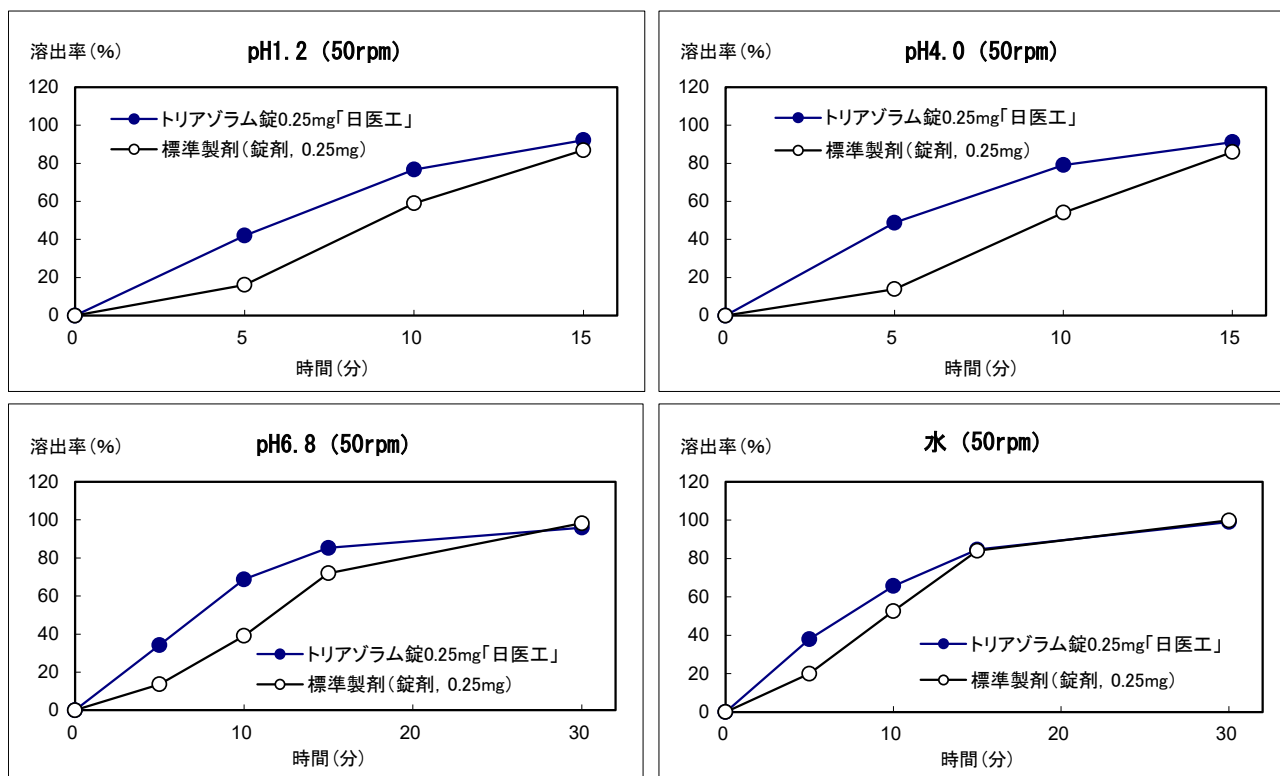 pH1.2 (50rpm)
溶出率(%)
120
100
80
60
40
20
0
トリアゾラム錠0.25mg「日医工」
標準製剤(錠剤, 0.25mg)
0 5 10 15
時間(分)
pH4.0 (50rpm)
溶出率(%)
120
100
80
60
40
20
0
トリアゾラム錠0.25mg「日医工」
標準製剤(錠剤, 0.25mg)
0 5 10 15
時間(分)
pH6.8 (50rpm)
溶出率(%)
120
100
80
60
40
20
0
トリアゾラム錠0.25mg「日医工」
標準製剤(錠剤, 0.25mg)
0 10 20 30
時間(分)
水 (50rpm)
溶出率(%)
120
100
80
60
40
20
0
トリアゾラム錠0.25mg「日医工」
標準製剤(錠剤, 0.25mg)
0 10 20 30
時間(分)